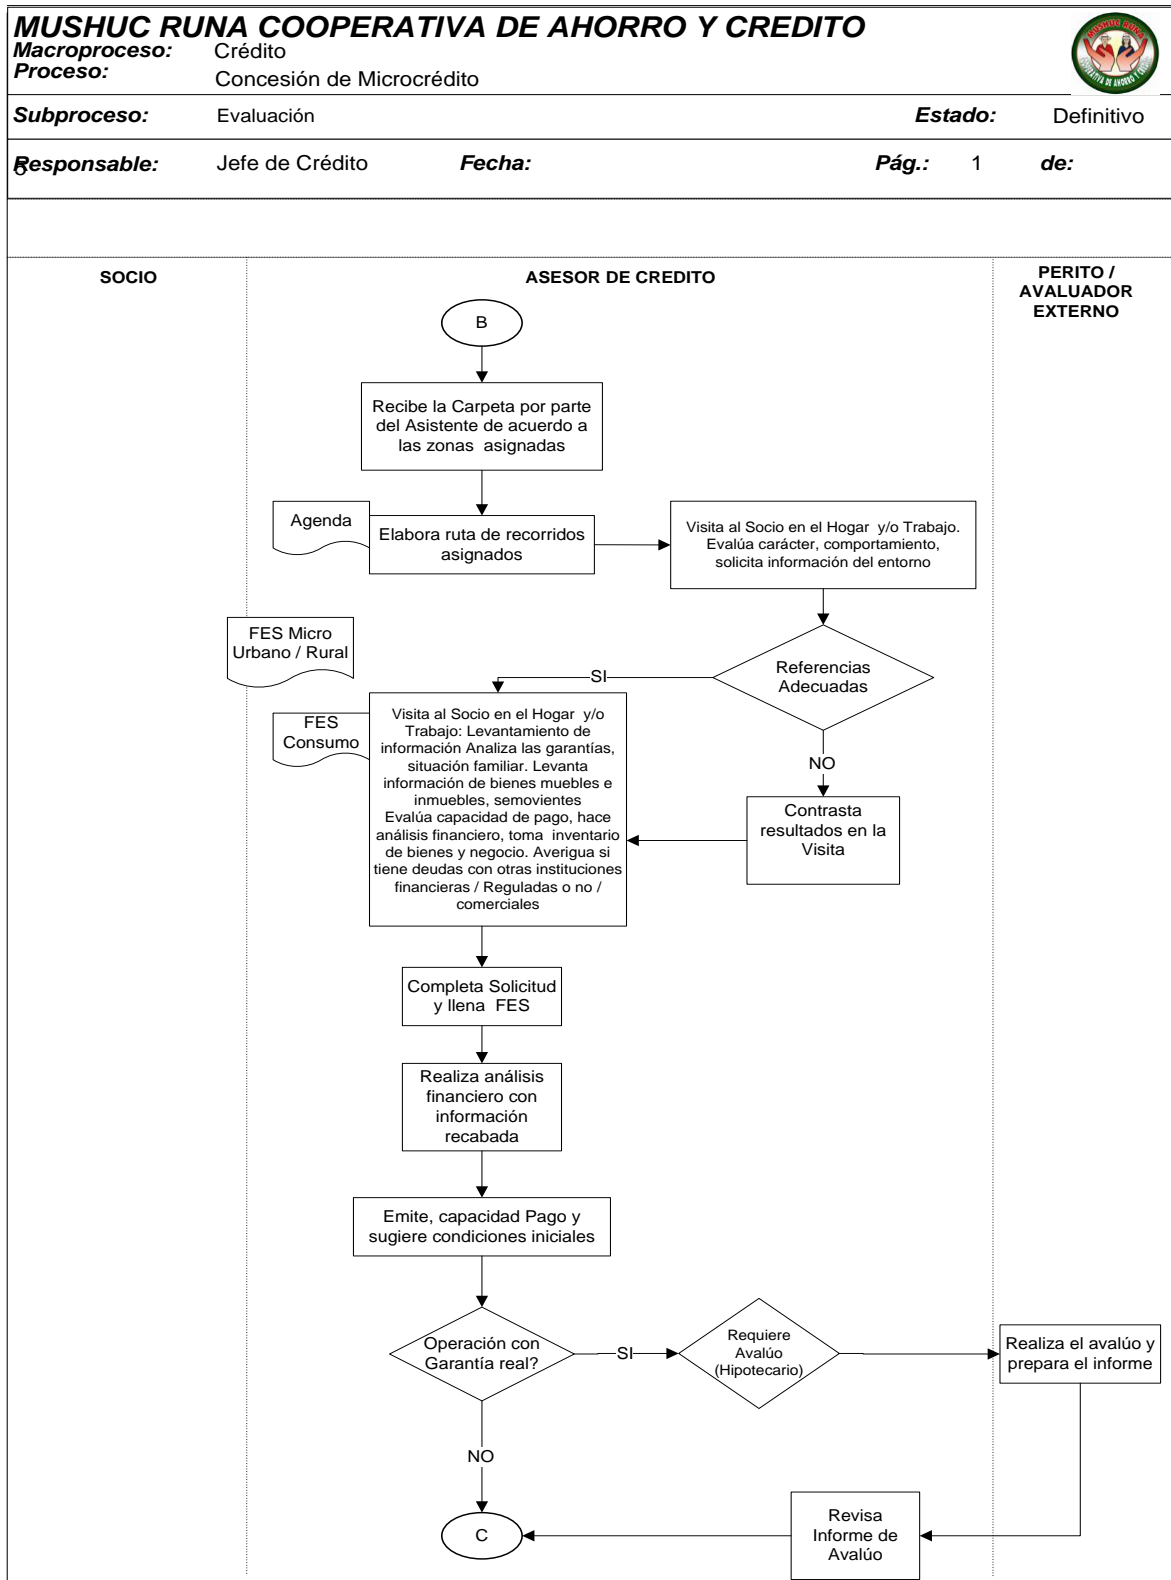 MUSHUC RUNA COOPERATIVA DE AHORRO Y CREDITO
Macroproceso: Crédito
Proceso: Concesión de Microcrédito
MUSHUC RUNA
COOPERATIVA DE AHORRO Y CREDITO
Subproceso: Evaluación Estado: Definitivo
Responsable: Jefe de Crédito Fecha: Pág.: 1 de:
6
SOCIO
ASESOR DE CREDITO
PERITO /
AVALUADOR
EXTERNO
B
Recibe la Carpeta por parte
del Asistente de acuerdo a
las zonas asignadas
Agenda
Elabora ruta de recorridos
asignados
Visita al Socio en el Hogar y/o Trabajo.
Evalúa carácter, comportamiento,
solicita información del entorno
FES Micro
Urbano / Rural
Referencias
Adecuadas
SI
FES
Consumo
Visita al Socio en el Hogar y/o
Trabajo: Levantamiento de
información Analiza las garantías,
situación familiar. Levanta
información de bienes muebles e
inmuebles, semovientes
Evalúa capacidad de pago, hace
análisis financiero, toma inventario
de bienes y negocio. Averigua si
tiene deudas con otras instituciones
financieras / Reguladas o no /
comerciales
NO
Contrasta
resultados en la
Visita
Completa Solicitud
y llena FES
Realiza análisis
financiero con
información
recabada
Emite, capacidad Pago y
sugiere condiciones iniciales
Operación con
Garantía real?
SI
Requiere
Avalúo
(Hipotecario)
Realiza el avalúo y
prepara el informe
NO
C
Revisa
Informe de
Avalúo